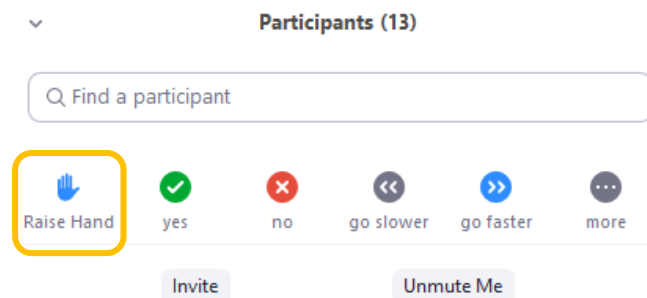 Participants (13)
Find a participant
Raise Hand yes no go slower go faster more
Invite Unmute Me